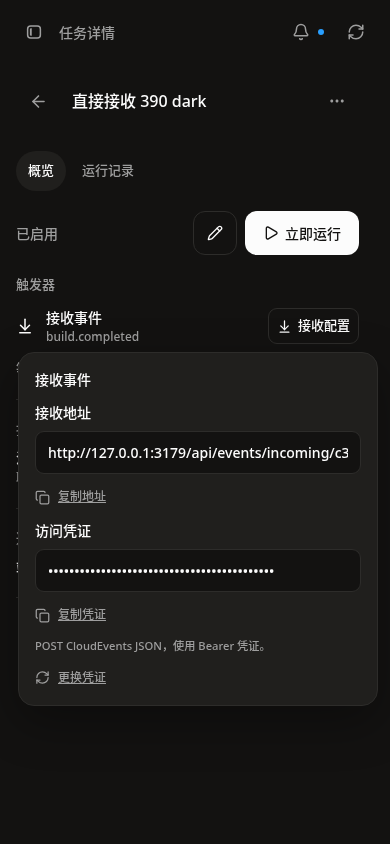 任务详情
直接接收 390 dark
概览
运行记录
已启用
立即运行
触发器
接收事件
build.completed
接收配置
接收事件
接收地址
http://127.0.0.1:3179/api/events/incoming/c3
复制地址
访问凭证
••••••••••••••••••••••••••••••••••••••••••••
复制凭证
POST CloudEvents JSON，使用 Bearer 凭证。
更换凭证